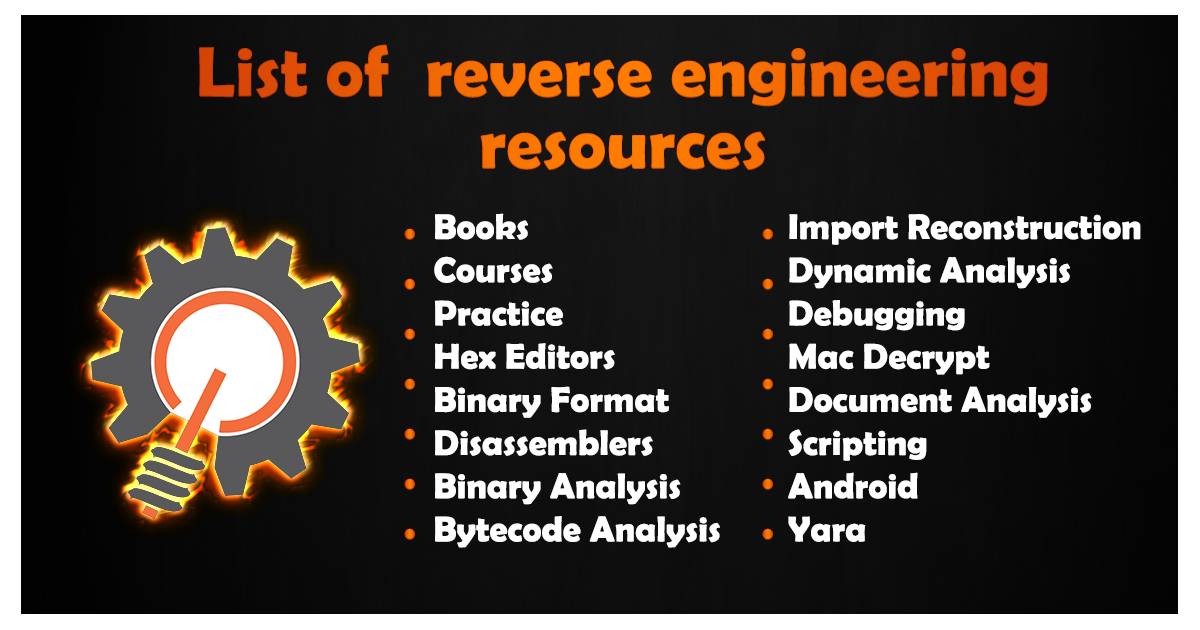 List of reverse engineering
resources
Books
Courses
Practice
Hex Editors
Binary Format
Disassemblers
Binary Analysis
Bytecode Analysis
Import Reconstruction
Dynamic Analysis
Debugging
Mac Decrypt
Document Analysis
Scripting
Android
Yara